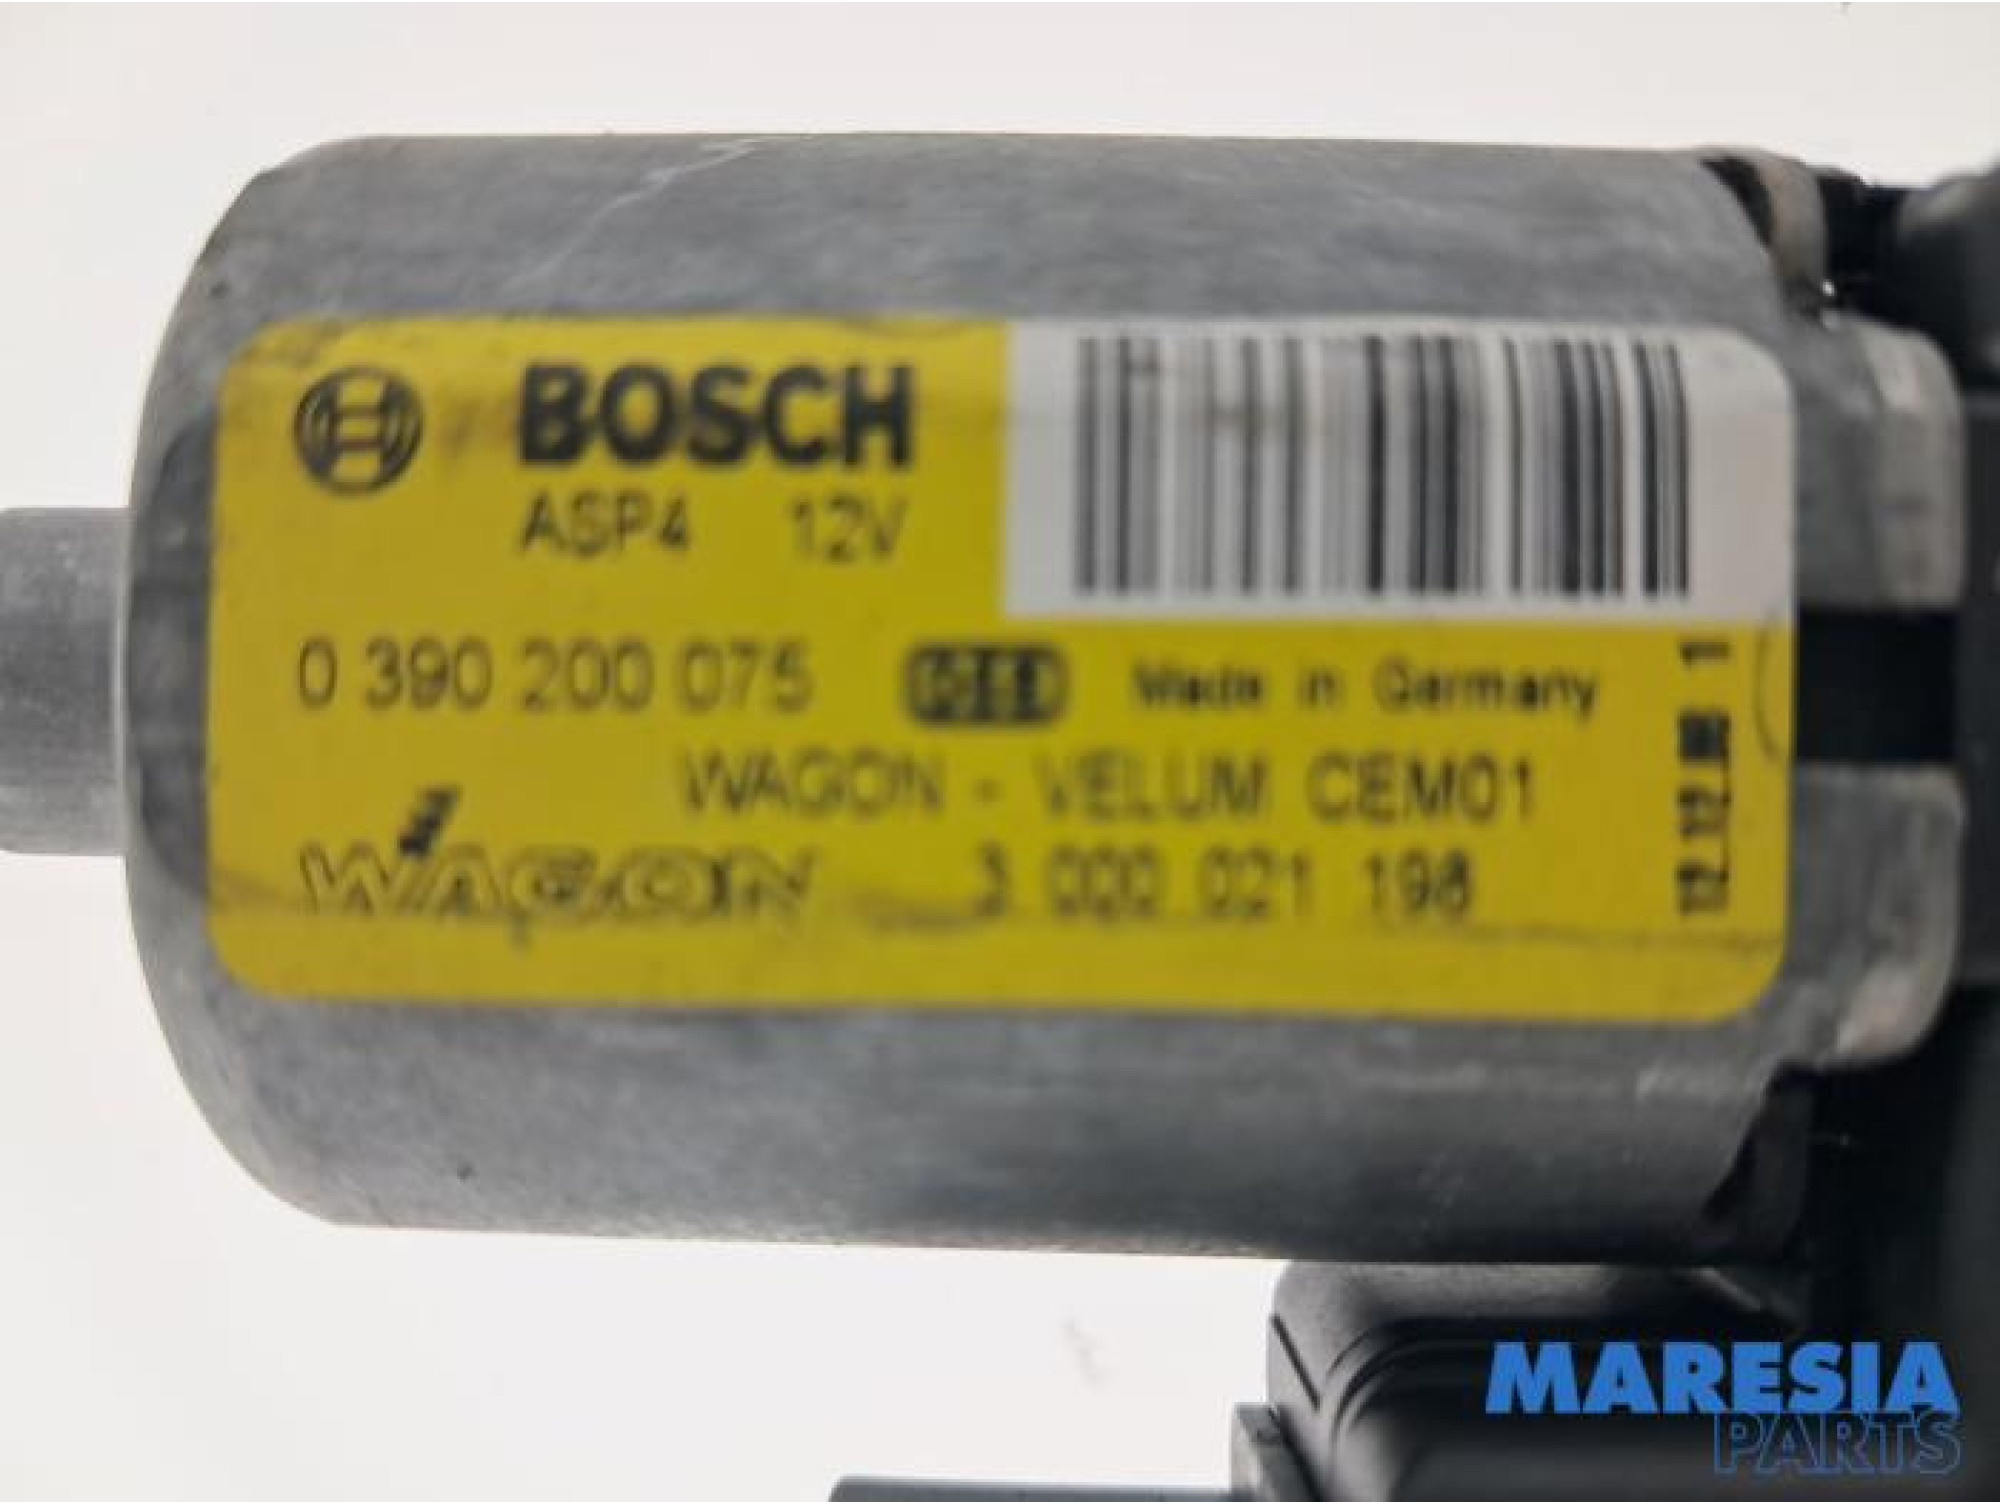 BOSCH
ASP4 12V
0 390 200 075 Made in Germany
WAGON - VELUM CEM01
WAGON 3 000 021 198
MARESIA
PARTS